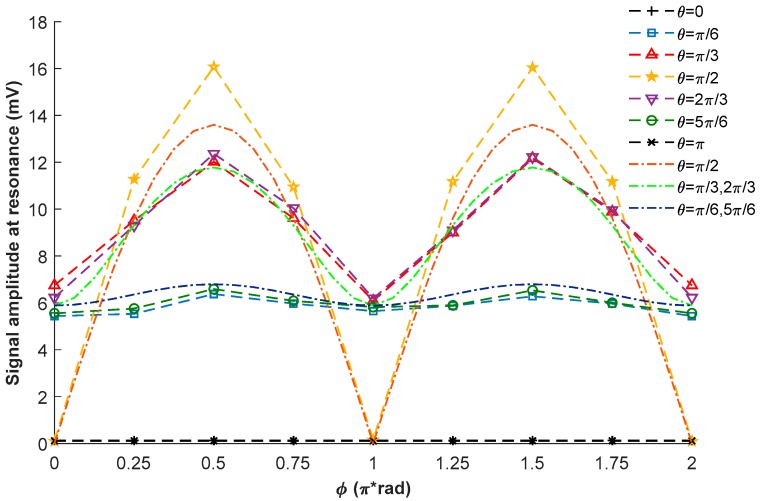 18
16
14
12
10
8
6
4
2
0
Signal amplitude at resonance (mV)
0 0.25 0.5 0.75 1 1.25 1.5 1.75 2
ϕ (π*rad)
θ=0
θ=π/6
θ=π/3
θ=π/2
θ=2π/3
θ=5π/6
θ=π
θ=π/2
θ=π/3,2π/3
θ=π/6,5π/6